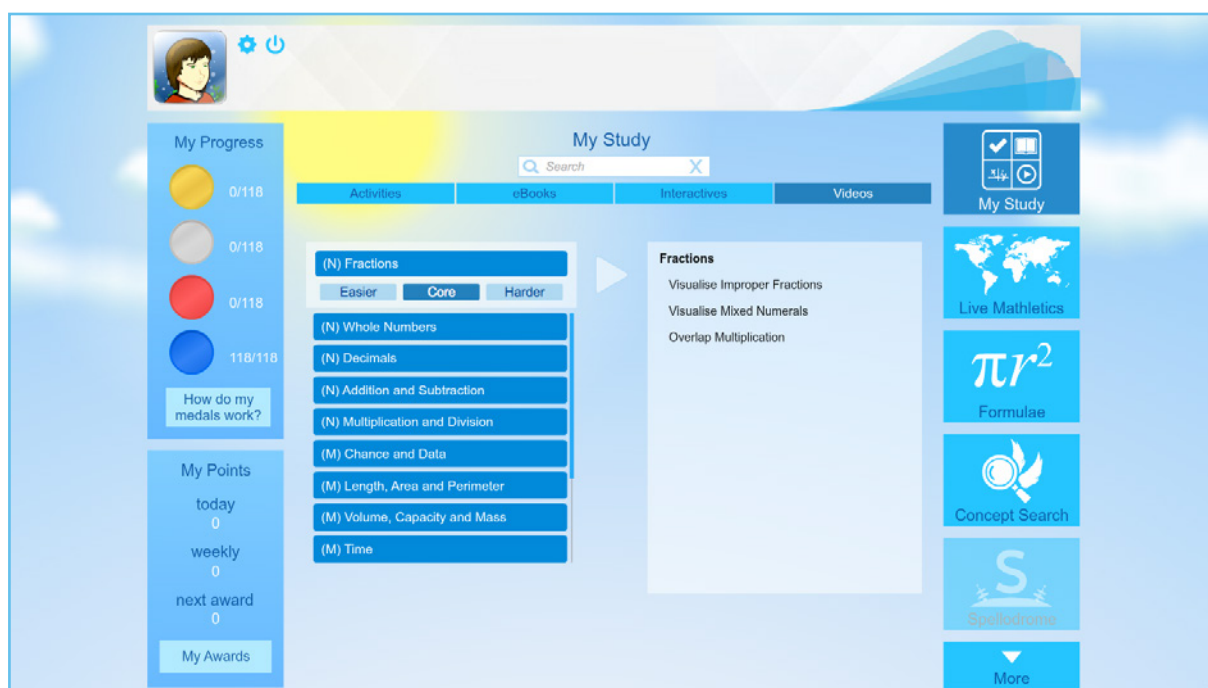 My Progress
0/118
0/118
0/118
118/118
How do my
medals work?
My Points
today
0
weekly
0
next award
0
My Awards
My Study
Search
X
Activities
eBooks
Interactives
Videos
(N) Fractions
Easier
Core
Harder
(N) Whole Numbers
(N) Decimals
(N) Addition and Subtraction
(N) Multiplication and Division
(M) Chance and Data
(M) Length, Area and Perimeter
(M) Volume, Capacity and Mass
(M) Time
Fractions
Visualise Improper Fractions
Visualise Mixed Numerals
Overlap Multiplication
My Study
Live Mathletics
πr²
Formulae
Concept Search
S
Spellodrome
More